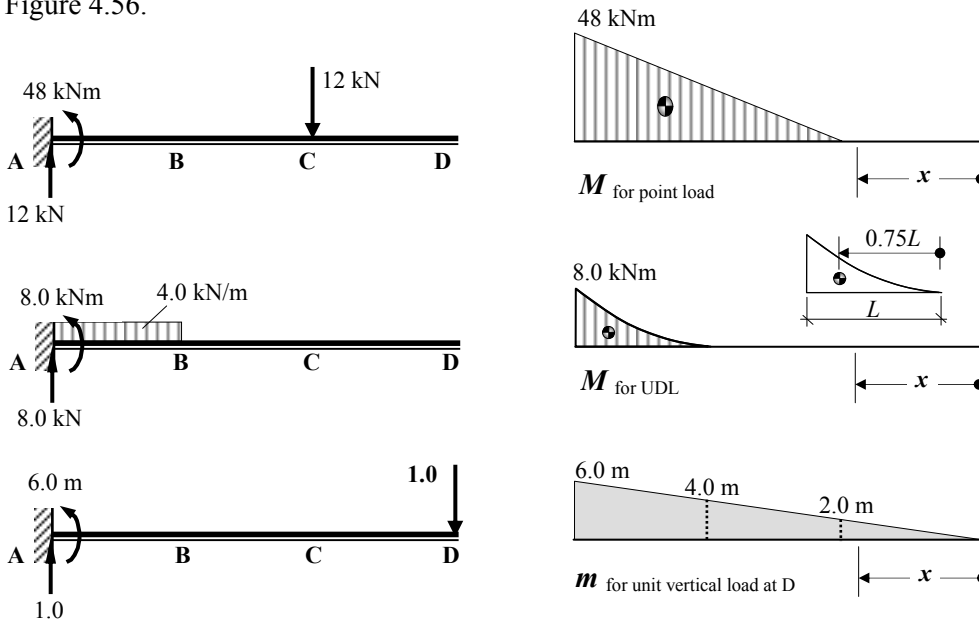 Figure 4.56.
48 kNm
12 kN
A
B
C
D
12 kN
48 kNm
M for point load
x
8.0 kNm
4.0 kN/m
A
B
C
D
8.0 kN
8.0 kNm
0.75L
L
M for UDL
x
6.0 m
1.0
A
B
C
D
1.0
6.0 m
4.0 m
2.0 m
m for unit vertical load at D
x